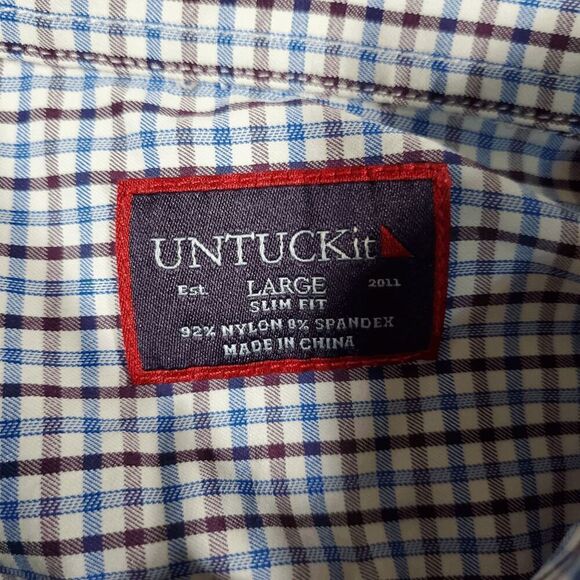 UNTUCKit
Est. LARGE 2011
SLIM FIT
92% NYLON 8% SPANDEX
MADE IN CHINA